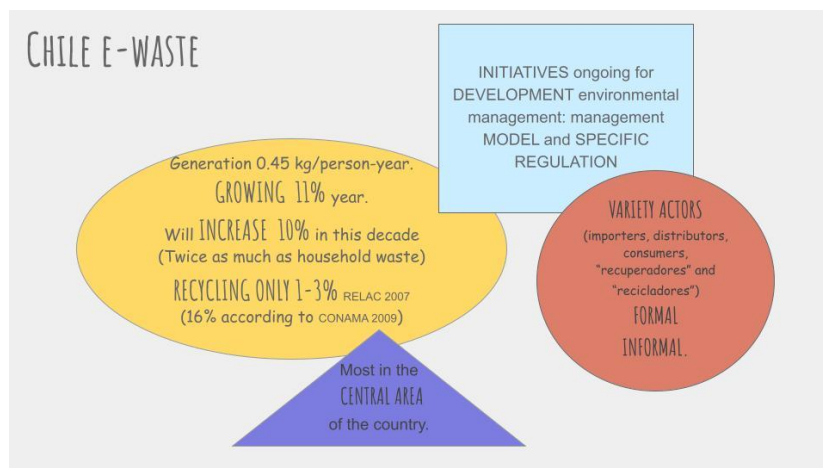 CHILE E-WASTE
INITIATIVES ongoing for
DEVELOPMENT environmental
management: management
MODEL and SPECIFIC
REGULATION
Generation 0.45 kg/person-year.
GROWING 11% year.
Will INCREASE 10% in this decade
(Twice as much as household waste)
RECYCLING ONLY 1-3% RELAC 2007
(16% according to CONAMA 2009)
VARIETY ACTORS
(importers, distributors,
consumers,
"recuperadores" and
"recicladores")
FORMAL
INFORMAL.
Most in the
CENTRAL AREA
of the country.